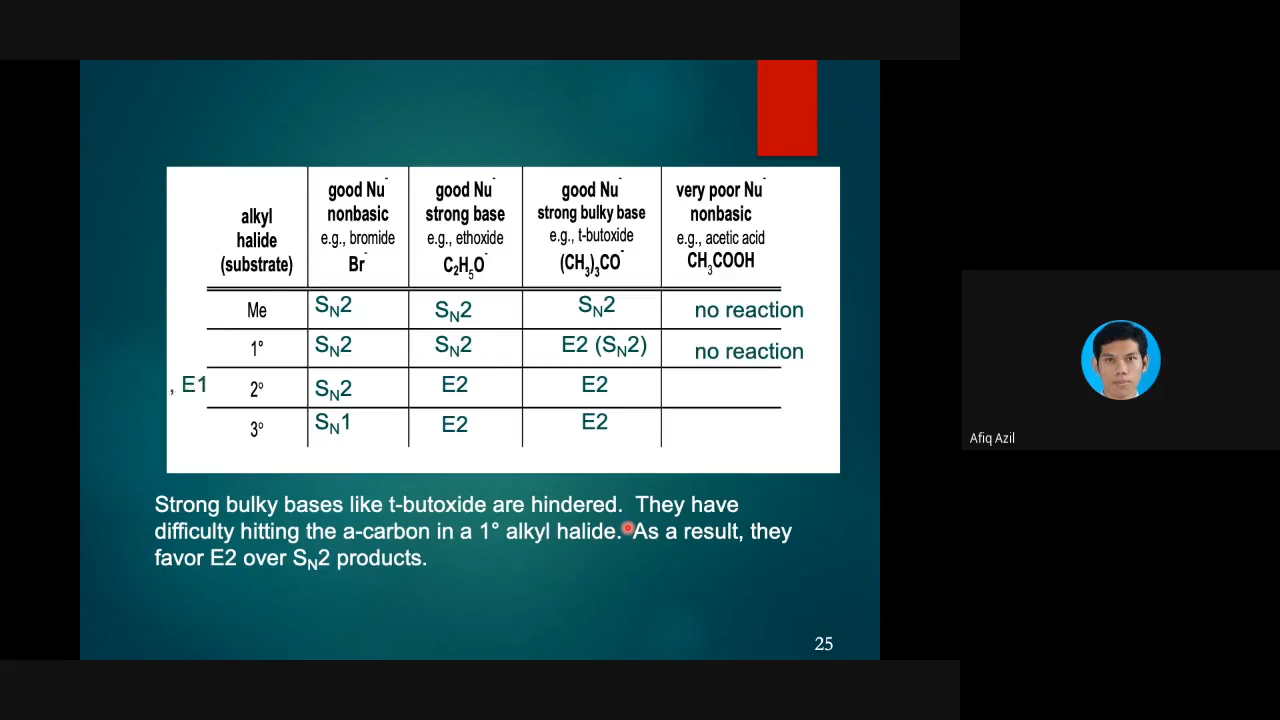 alkyl halide (substrate) | good Nu⁻ nonbasic e.g., bromide Br⁻ | good Nu⁻ strong base e.g., ethoxide C₂H₅O⁻ | good Nu⁻ strong bulky base e.g., t-butoxide (CH₃)₃CO⁻ | very poor Nu⁻ nonbasic e.g., acetic acid CH₃COOH
Me | S_N2 | S_N2 | S_N2 | no reaction
1° | S_N2 | S_N2 | E2 (S_N2) | no reaction
, E1 2° | S_N2 | E2 | E2
3° | S_N1 | E2 | E2
Strong bulky bases like t-butoxide are hindered. They have
difficulty hitting the a-carbon in a 1° alkyl halide. As a result, they
favor E2 over S_N2 products.
25
Afiq Azil